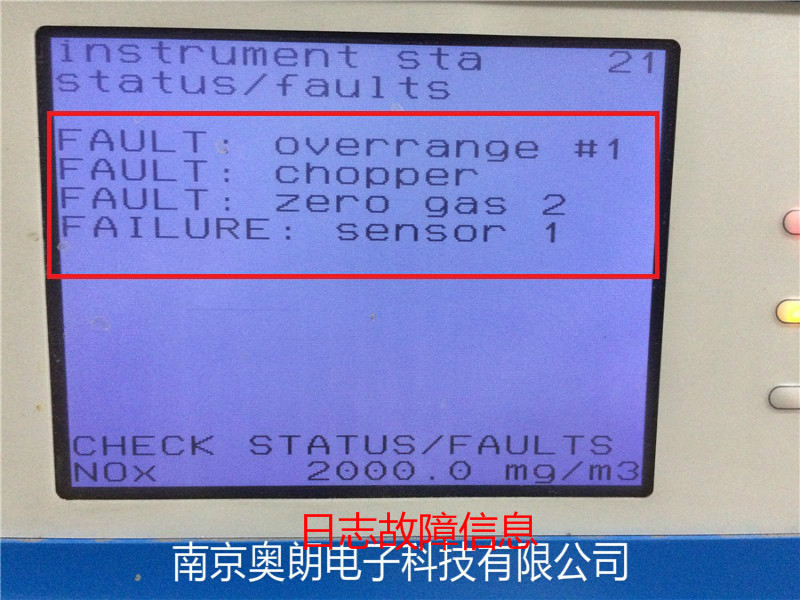 instrument sta 21
status/faults
FAULT: overrange #1
FAULT: chopper
FAULT: zero gas 2
FAILURE: sensor 1
CHECK STATUS/FAULTS
NOx 2000.0 mg/m3
日志故障信息
南京奥朗电子科技有限公司